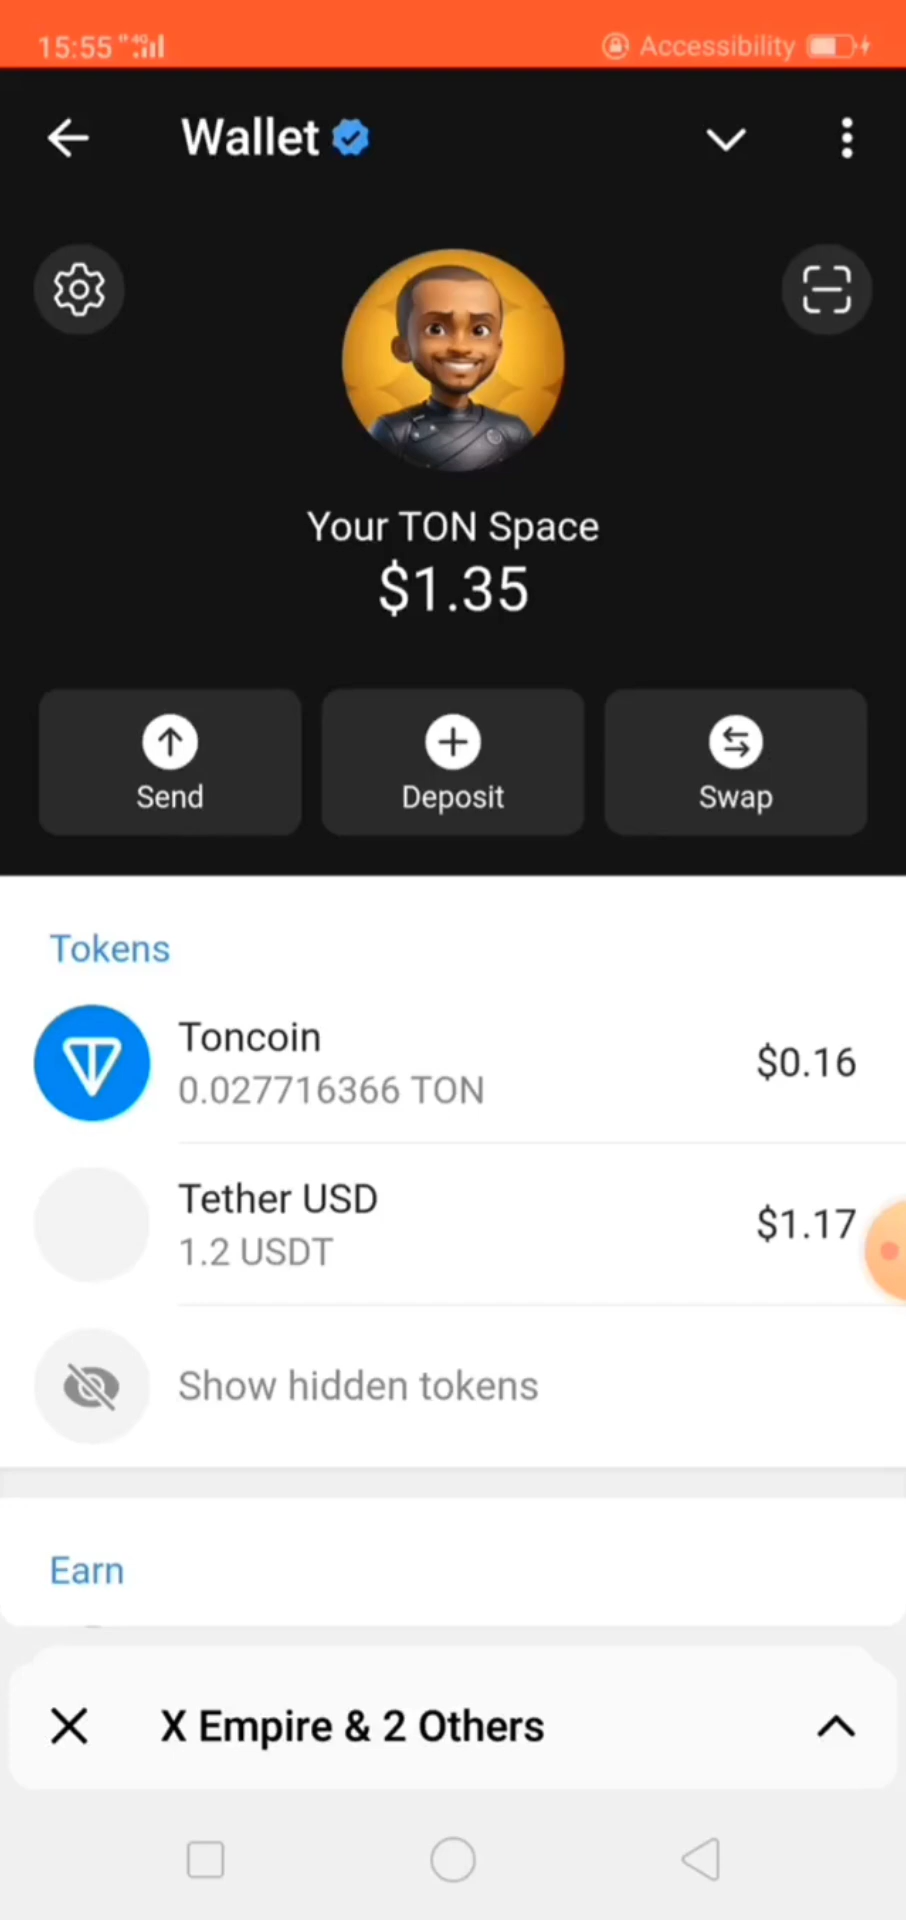 15:55 4G Accessibility
Wallet
Your TON Space
$1.35
Send Deposit Swap
Tokens
Toncoin
$0.16
0.027716366 TON
Tether USD
$1.17
1.2 USDT
Show hidden tokens
Earn
X Empire & 2 Others